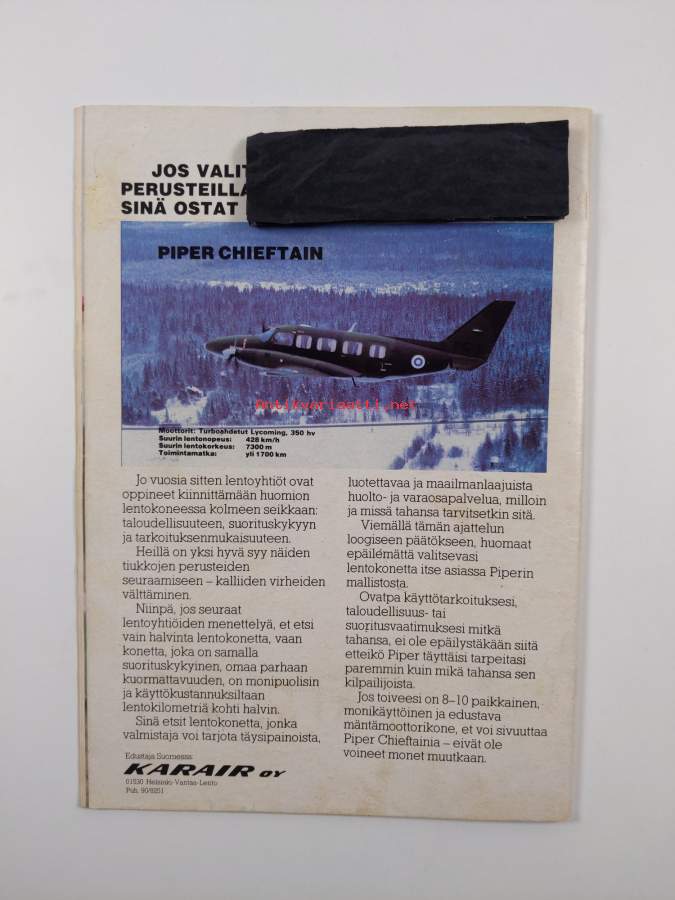 JOS VALIT
PERUSTEILLA
SINÄ OSTAT
PIPER CHIEFTAIN
Antikvariaatti.net
Moottorit: Turboahdetut Lycoming, 350 hv
Suurin lentonopeus: 428 km/h
Suurin lentokorkeus: 7300 m
Toimintamatka: yli 1700 km
Jo vuosia sitten lentoyhtiöt ovat
oppineet kiinnittämään huomion
lentokoneessa kolmeen seikkaan:
taloudellisuuteen, suorituskykyyn
ja tarkoituksenmukaisuuteen.
Heillä on yksi hyvä syy näiden
tiukkojen perusteiden
seuraamiseen – kalliiden virheiden
välttäminen.
Niinpä, jos seuraat
lentoyhtiöiden menettelyä, et etsi
vain halvinta lentokonetta, vaan
konetta, joka on samalla
suorituskykyinen, omaa parhaan
kuormattavuuden, on monipuolisin
ja käyttökustannuksiltaan
lentokilometriä kohti halvin.
Sinä etsit lentokonetta, jonka
valmistaja voi tarjota täysipainoista,
luotettavaa ja maailmanlaajuista
huolto- ja varaosapalvelua, milloin
ja missä tahansa tarvitsetkin sitä.
Viemällä tämän ajattelun
loogiseen päätökseen, huomaat
epäilemättä valitsevasi
lentokonetta itse asiassa Piperin
mallistosta.
Ovatpa käyttötarkoituksesi,
taloudellisuus- tai
suoritusvaatimuksesi mitkä
tahansa, ei ole epäilystäkään siitä
etteikö Piper täyttäisi tarpeitasi
paremmin kuin mikä tahansa sen
kilpailijoista.
Jos toiveesi on 8–10 paikkainen,
monikäyttöinen ja edustava
mäntämoottorikone, et voi sivuuttaa
Piper Chieftainia – eivät ole
voineet monet muutkaan.
Edustaja Suomessa:
KARAIR OY
01530 Helsinki-Vantaa-Lento
Puh. 90/8251